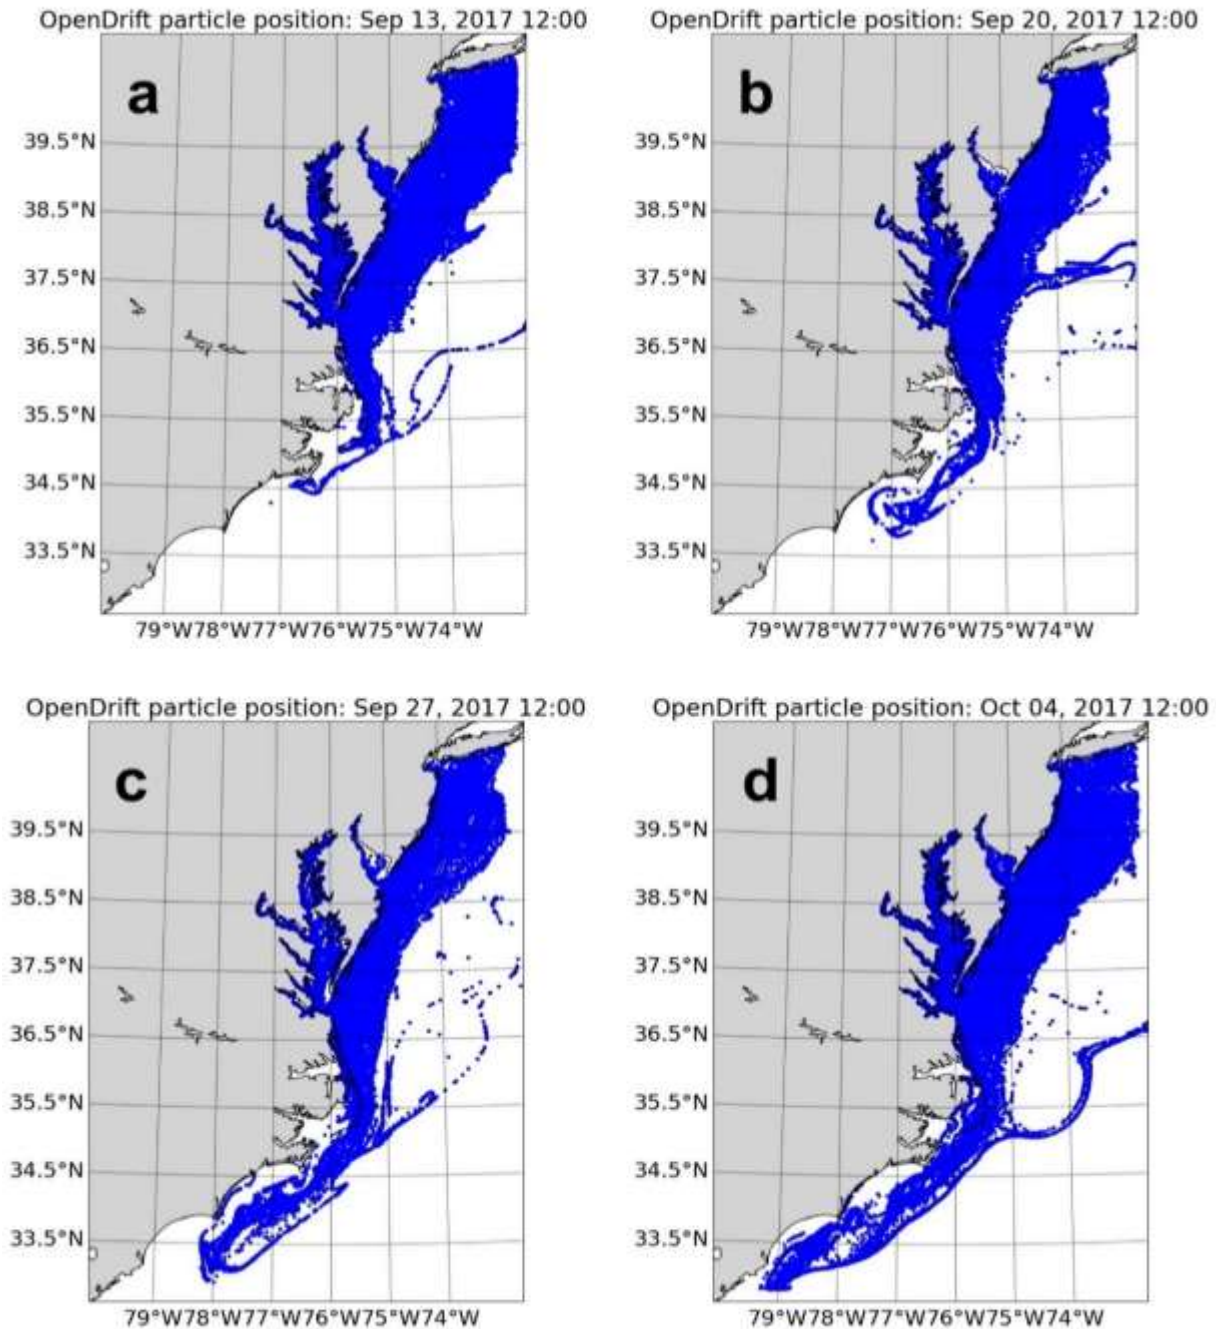 OpenDrift particle position: Sep 13, 2017 12:00
a
39.5°N
38.5°N
37.5°N
36.5°N
35.5°N
34.5°N
33.5°N
79°W78°W77°W76°W75°W74°W
OpenDrift particle position: Sep 20, 2017 12:00
b
39.5°N
38.5°N
37.5°N
36.5°N
35.5°N
34.5°N
33.5°N
79°W78°W77°W76°W75°W74°W
OpenDrift particle position: Sep 27, 2017 12:00
c
39.5°N
38.5°N
37.5°N
36.5°N
35.5°N
34.5°N
33.5°N
79°W78°W77°W76°W75°W74°W
OpenDrift particle position: Oct 04, 2017 12:00
d
39.5°N
38.5°N
37.5°N
36.5°N
35.5°N
34.5°N
33.5°N
79°W78°W77°W76°W75°W74°W